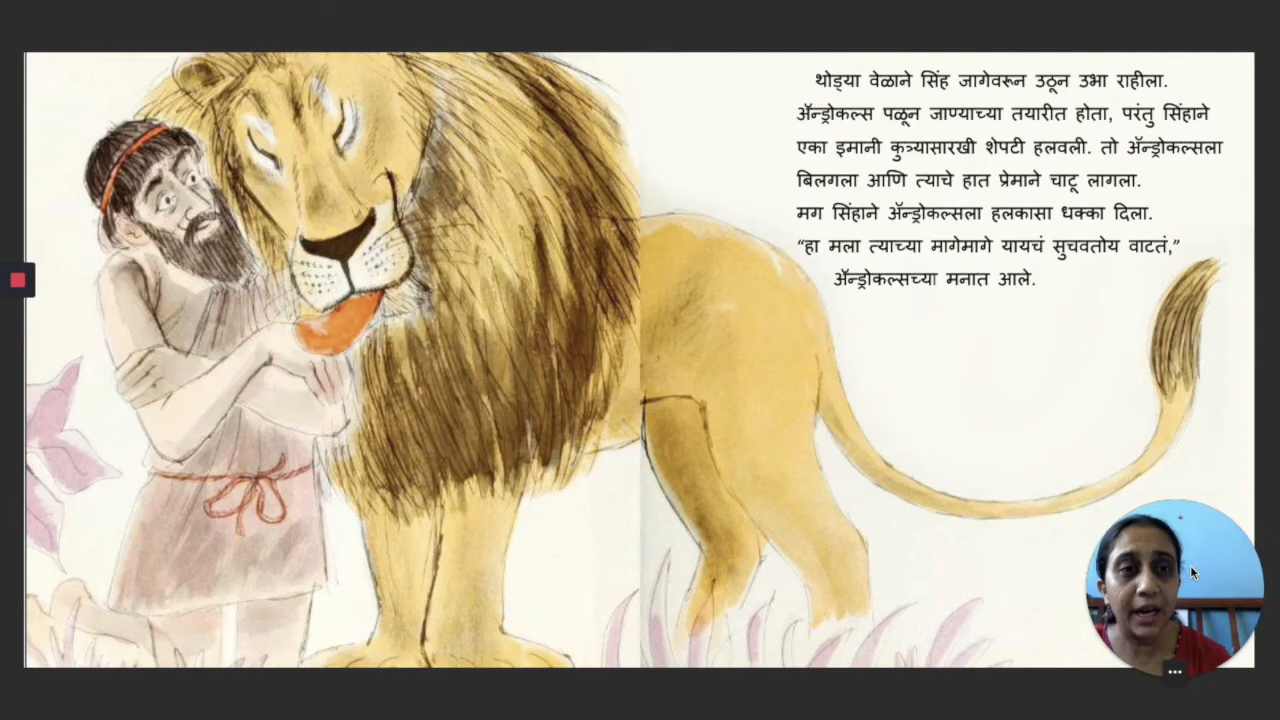 थोड्या वेळाने सिंह जागेवरून उठून उभा राहीला.
ॲन्ड्रोकल्स पळून जाण्याच्या तयारीत होता, परंतु सिंहाने
एका इमानी कुत्र्यासारखी शेपटी हलवली. तो ॲन्ड्रोकल्सला
बिलगला आणि त्याचे हात प्रेमाने चाटू लागला.
मग सिंहाने ॲन्ड्रोकल्सला हलकासा धक्का दिला.
“हा मला त्याच्या मागेमागे यायचं सुचवतोय वाटतं,”
ॲन्ड्रोकल्सच्या मनात आले.